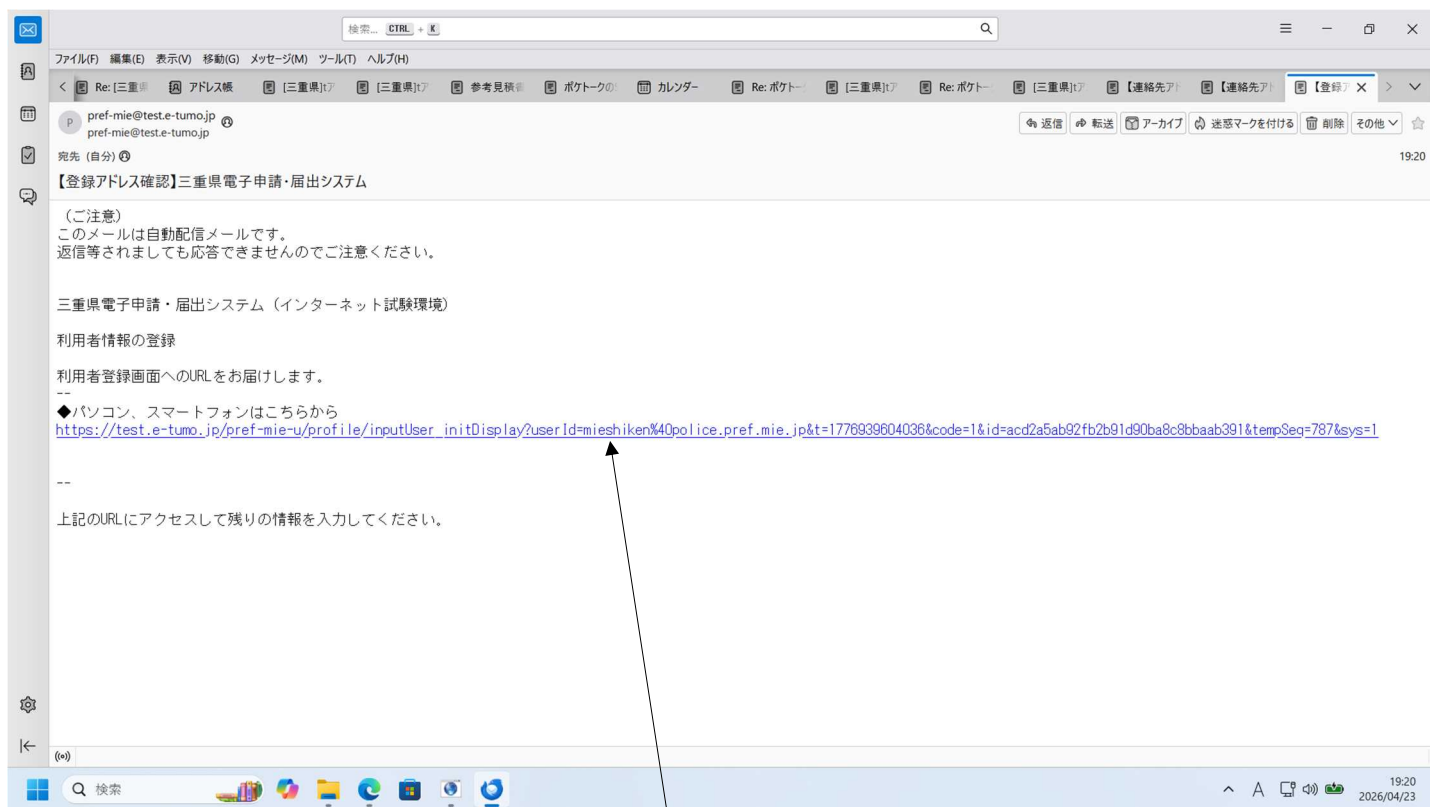 検索... CTRL + K
ファイル(F) 編集(E) 表示(V) 移動(G) メッセージ(M) ツール(T) ヘルプ(H)
Re: [三重県 アドレス帳 [三重県]tア [三重県]tア 参考見積書 ポケトークの カレンダー Re: ポケトー [三重県]tア Re: ポケトー [三重県]tア 【連絡先ア 【連絡先ア 【登録ア
P pref-mie@test.e-tumo.jp
pref-mie@test.e-tumo.jp
返信 転送 アーカイブ 迷惑マークを付ける 削除 その他
宛先 (自分) 19:20
【登録アドレス確認】三重県電子申請・届出システム
(ご注意)
このメールは自動配信メールです。
返信等されましても応答できませんのでご注意ください。
三重県電子申請・届出システム（インターネット試験環境）
利用者情報の登録
利用者登録画面へのURLをお届けします。
--
◆パソコン、スマートフォンはこちらから
https://test.e-tumo.jp/pref-mie-u/profile/inputUser_initDisplay?userId=mieshiken%40police.pref.mie.jp&t=1776939604036&code=1&id=acd2a5ab92fb2b91d90ba8c8bbaab391&tempSeq=787&sys=1
--
上記のURLにアクセスして残りの情報を入力してください。
検索 A 19:20
2026/04/23